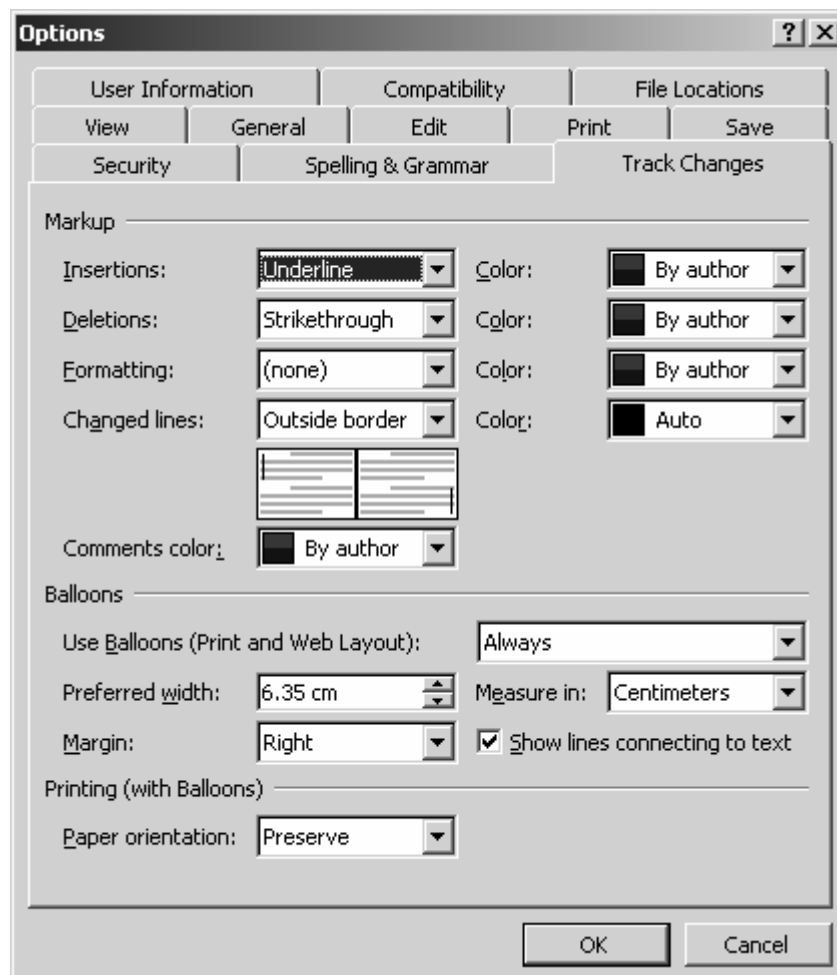 Options
User Information Compatibility File Locations
View General Edit Print Save
Security Spelling & Grammar Track Changes
Markup
Insertions: Underline Color: By author
Deletions: Strikethrough Color: By author
Formatting: (none) Color: By author
Changed lines: Outside border Color: Auto
Comments color: By author
Balloons
Use Balloons (Print and Web Layout): Always
Preferred width: 6.35 cm Measure in: Centimeters
Margin: Right Show lines connecting to text
Printing (with Balloons)
Paper orientation: Preserve
OK Cancel